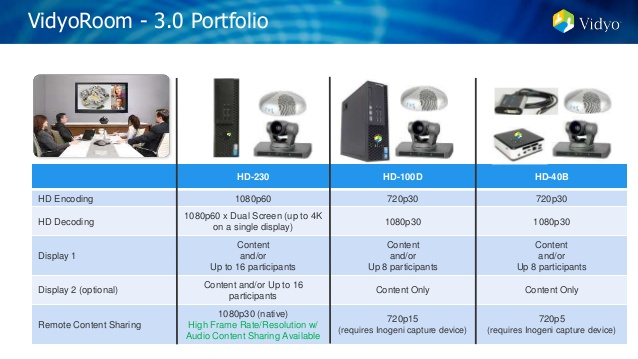 VidyoRoom - 3.0 Portfolio
Vidyo
HD-230
HD-100D
HD-40B
HD Encoding
1080p60
720p30
720p30
HD Decoding
1080p60 x Dual Screen (up to 4K
on a single display)
1080p30
1080p30
Display 1
Content
and/or
Up to 16 participants
Content
and/or
Up 8 participants
Content
and/or
Up 8 participants
Display 2 (optional)
Content and/or Up to 16
participants
Content Only
Content Only
Remote Content Sharing
1080p30 (native)
High Frame Rate/Resolution w/
Audio Content Sharing Available
720p15
(requires Inogeni capture device)
720p5
(requires Inogeni capture device)